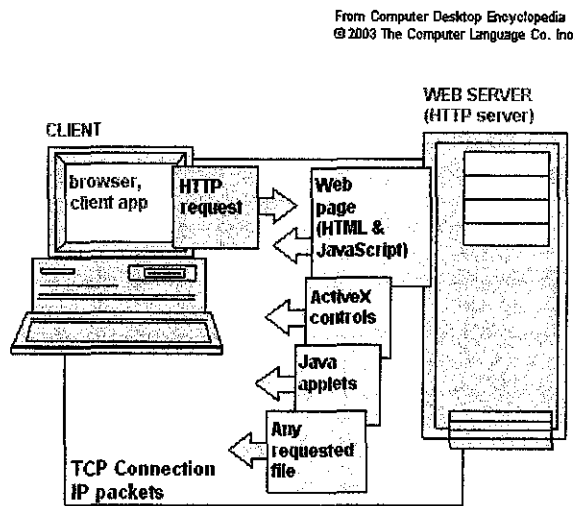 From Computer Desktop Encyclopedia
© 2003 The Computer Language Co. Inc
WEB SERVER
(HTTP server)
CLIENT
browser,
client app
HTTP
request
Web
page
(HTML &
JavaScript)
ActiveX
controls
Java
applets
Any
requested
file
TCP Connection
IP packets